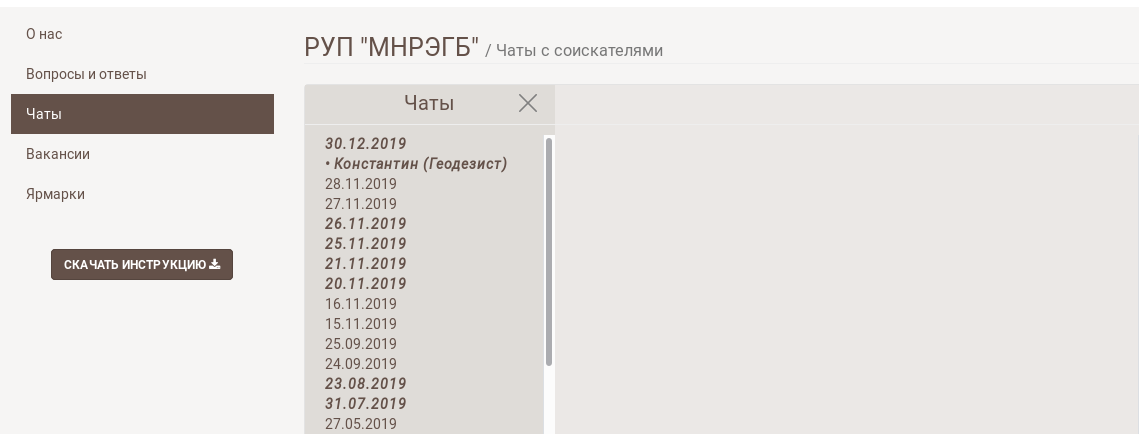 О нас
Вопросы и ответы
Чаты
Вакансии
Ярмарки
СКАЧАТЬ ИНСТРУКЦИЮ
РУП "МНРЭГБ" / Чаты с соискателями
Чаты
30.12.2019
• Константин (Геодезист)
28.11.2019
27.11.2019
26.11.2019
25.11.2019
21.11.2019
20.11.2019
16.11.2019
15.11.2019
25.09.2019
24.09.2019
23.08.2019
31.07.2019
27.05.2019